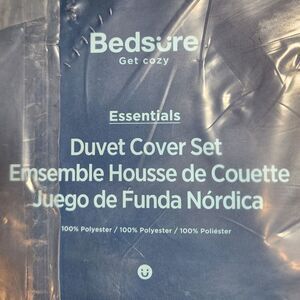 Bedsure
Get cozy
Essentials
Duvet Cover Set
Ensemble Housse de Couette
Juego de Funda Nórdica
100% Polyester / 100% Polyester / 100% Poliéster